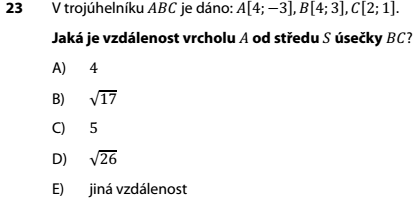 23 V trojúhelníku ABC je dáno: A[4; −3], B[4; 3], C[2; 1].
Jaká je vzdálenost vrcholu A od středu S úsečky BC?
A) 4
B) √17
C) 5
D) √26
E) jiná vzdálenost